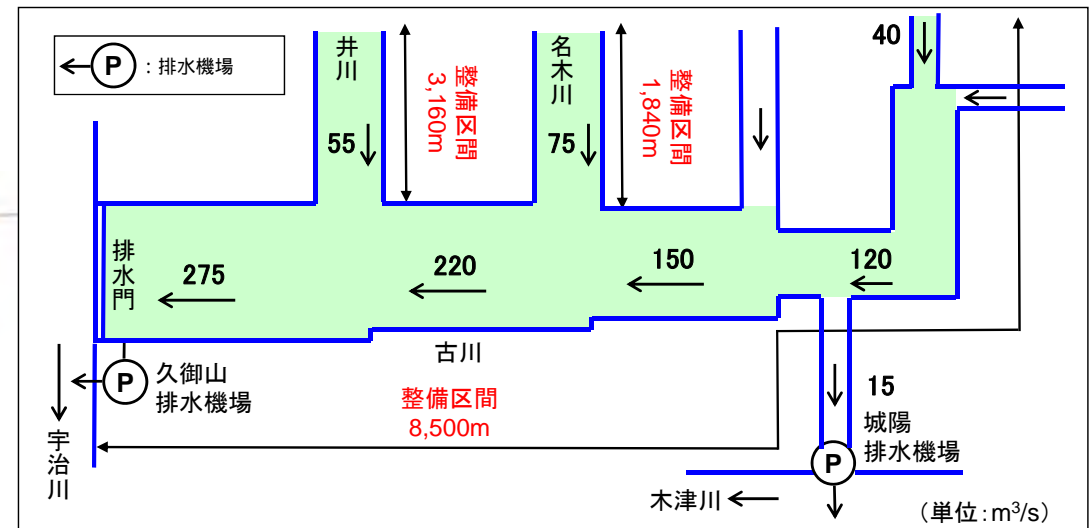 P：排水機場
井川
名木川
40
整備区間
3,160m
整備区間
1,840m
55
75
排水門
275
220
150
120
古川
P
久御山
排水機場
整備区間
8,500m
15
城陽
排水機場
P
宇治川
木津川
（単位：m³/s）